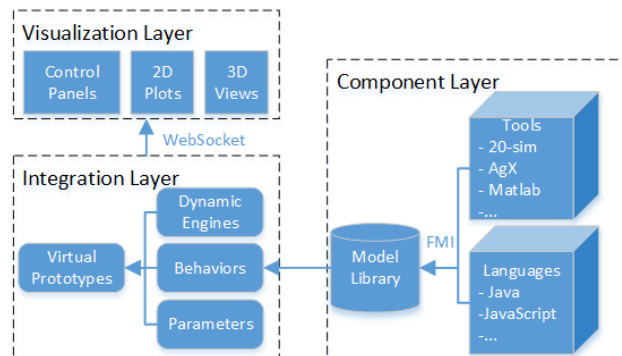 Visualization Layer
Control
Panels
2D
Plots
3D
Views
WebSocket
Integration Layer
Dynamic
Engines
Virtual
Prototypes
Behaviors
Parameters
Component Layer
Tools
- 20-sim
- AgX
- Matlab
-...
FMI
Model
Library
Languages
- Java
-JavaScript
-...